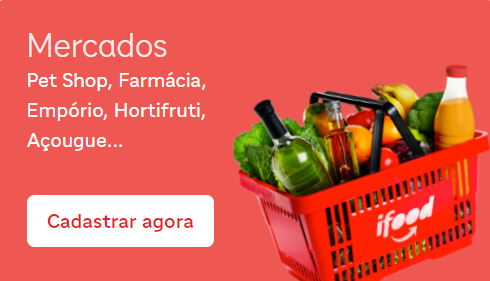 Mercados
Pet Shop, Farmácia,
Empório, Hortifruti,
Açougue...
Cadastrar agora
ifood